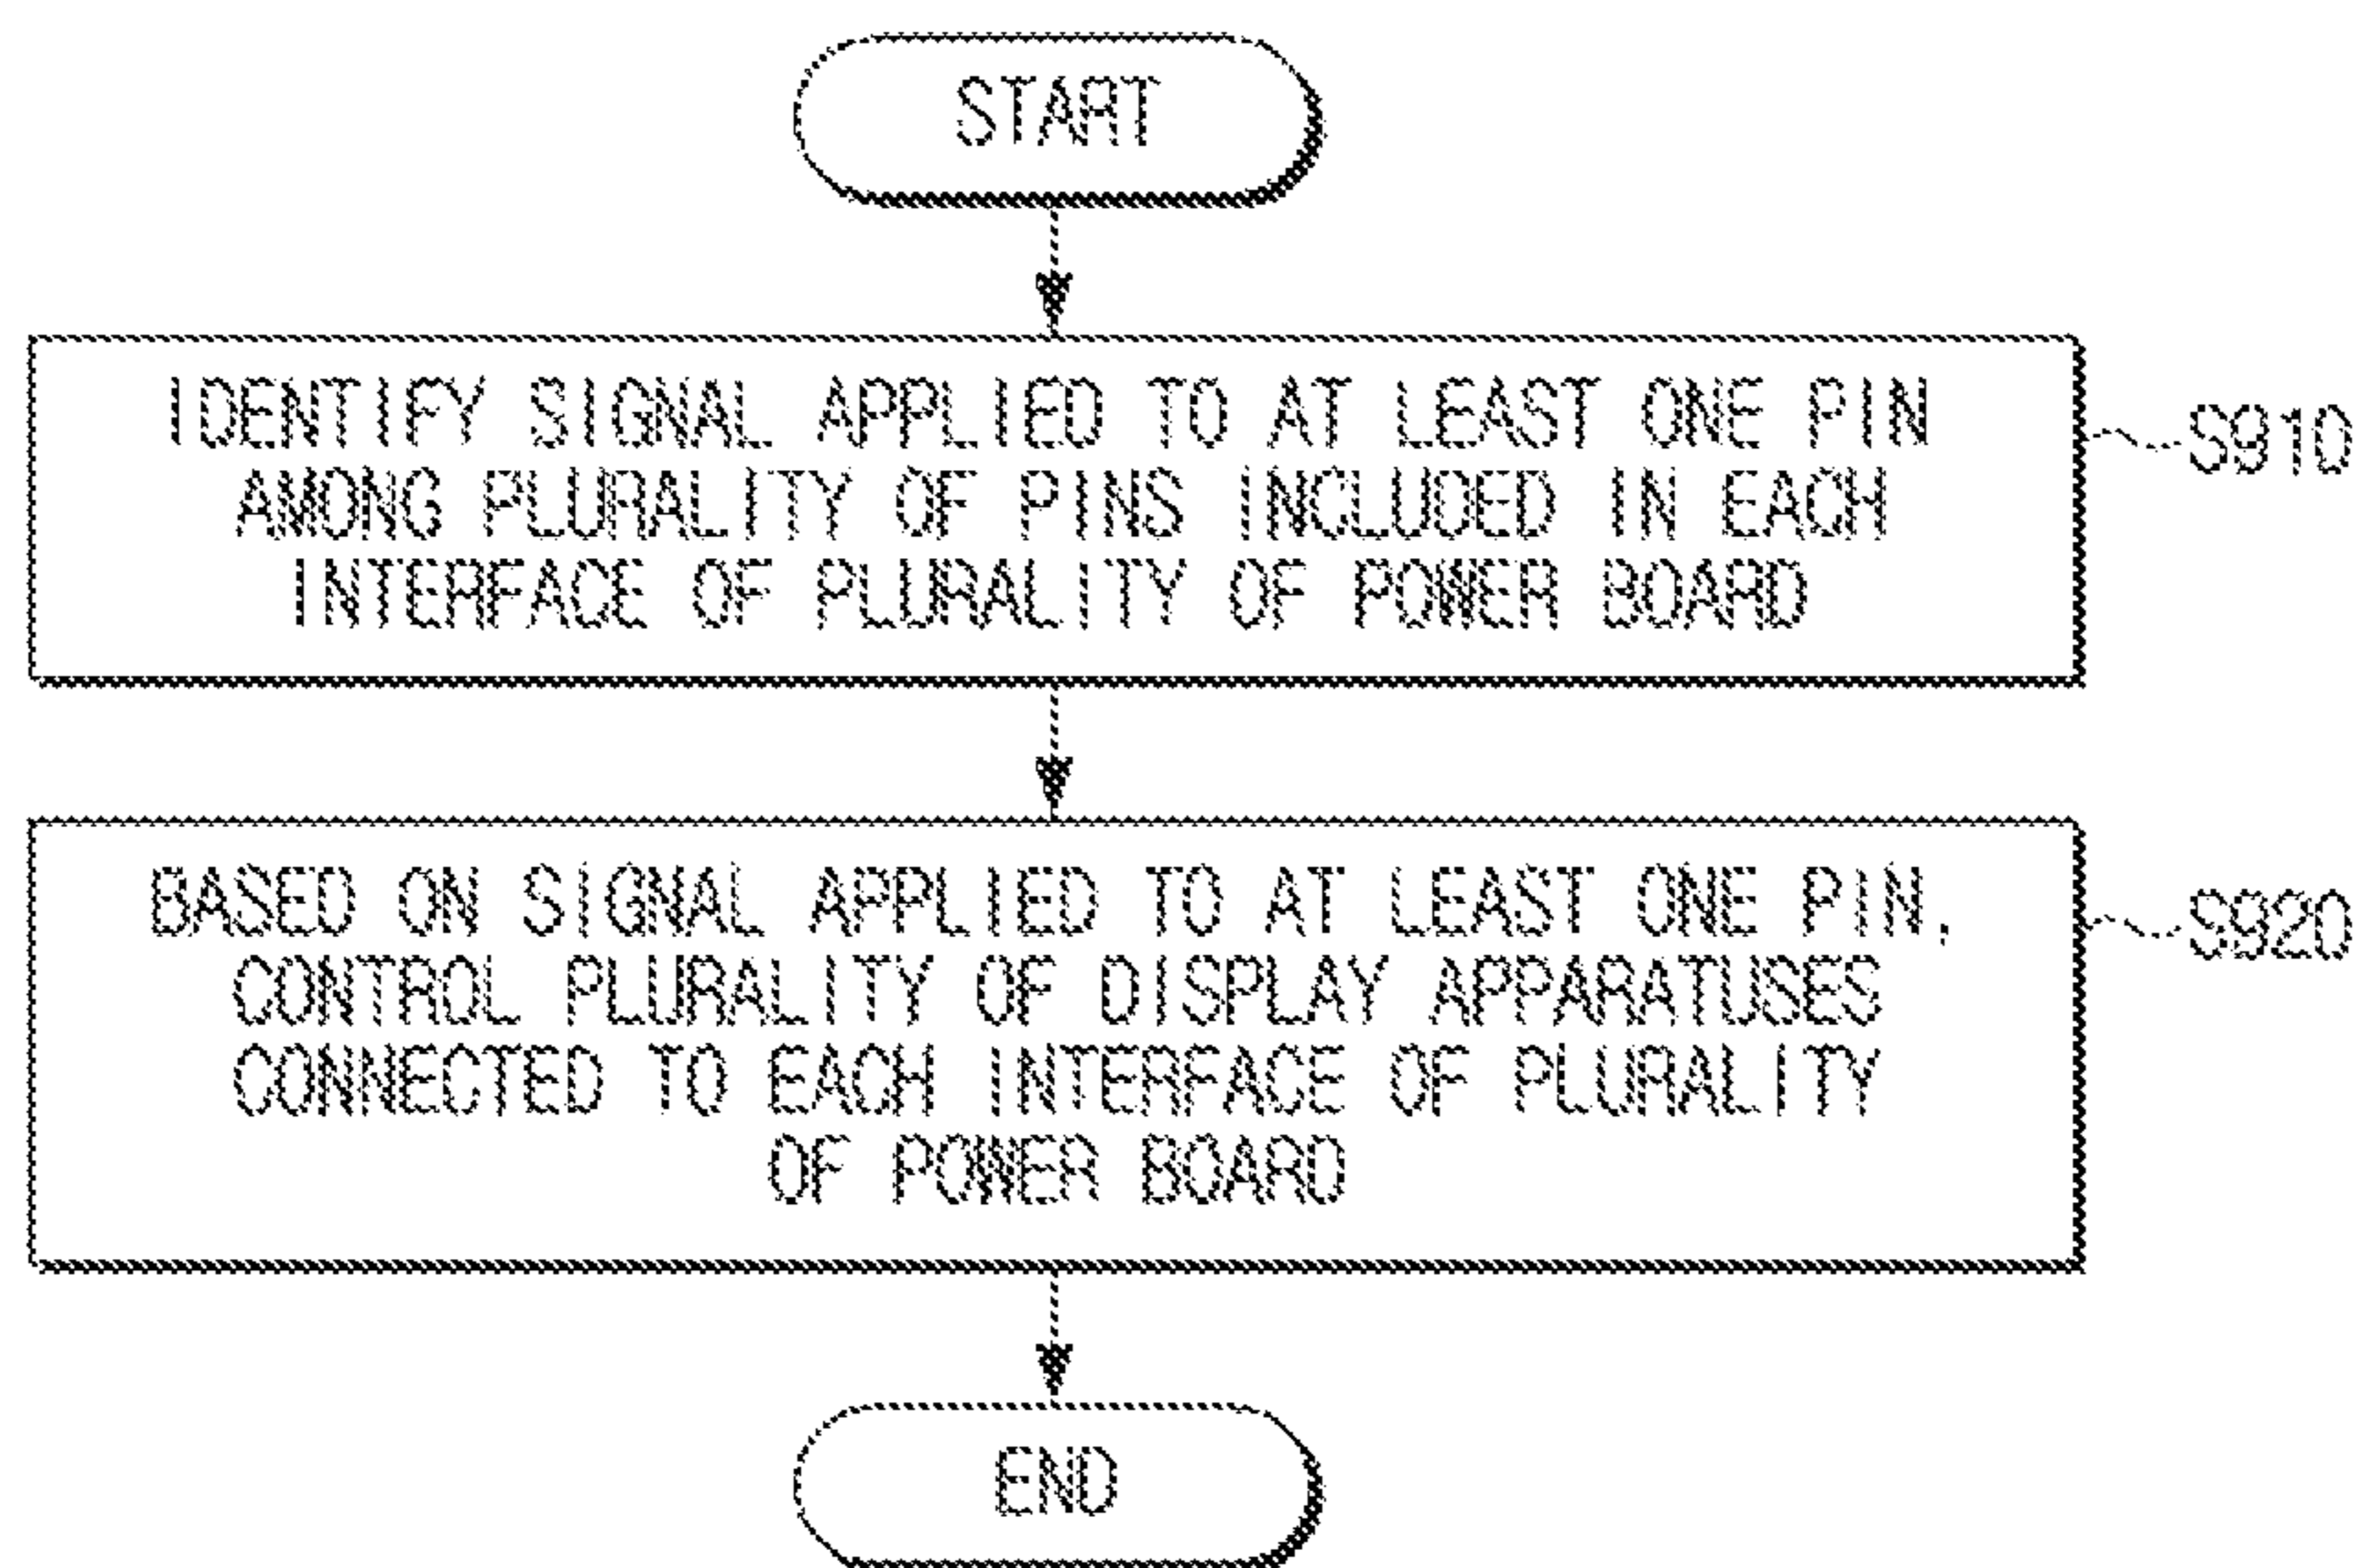 START
IDENTIFY SIGNAL APPLIED TO AT LEAST ONE PIN
AMONG PLURALITY OF PINS INCLUDED IN EACH
INTERFACE OF PLURALITY OF POWER BOARD
S910
BASED ON SIGNAL APPLIED TO AT LEAST ONE PIN,
CONTROL PLURALITY OF DISPLAY APPARATUSES
CONNECTED TO EACH INTERFACE OF PLURALITY
OF POWER BOARD
S920
END